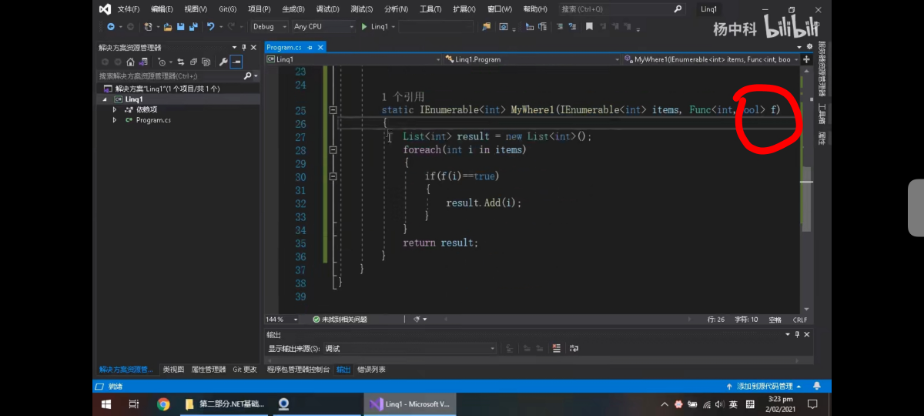 文件(F) 编辑(E) 视图(V) Git(G) 项目(P) 生成(B) 调试(D) 测试(S) 分析(N) 工具(T) 扩展(X) 窗口(W) 帮助(H) 搜索(Ctrl+Q) Linq1
杨中科 bilibili
Debug Any CPU Linq1
解决方案资源管理器
搜索解决方案资源管理器(Ctrl+;)
解决方案"Linq1"(1 个项目/共 1 个)
Linq1
依赖项
Program.cs
Program.cs
Linq1 Linq1.Program MyWhere1(IEnumerable<int> items, Func<int, boo
23
24
1 个引用
25 static IEnumerable<int> MyWhere1(IEnumerable<int> items, Func<int,bool> f)
26 {
27 List<int> result = new List<int>();
28 foreach(int i in items)
29 {
30 if(f(i)==true)
31 {
32 result.Add(i);
33 }
34 }
35 return result;
36 }
37 }
38 }
39
144 % 未找到相关问题 行: 26 字符: 10 空格 CRLF
输出
显示输出来源(S): 调试
解决方案资源管... 类视图 属性管理器 Git 更改 程序包管理器控制台 输出 错误列表
工具箱
属性
就绪 添加到源代码管理
第二部分.NET基础... Linq1 - Microsoft V... 英 3:23 pm
2/02/2021